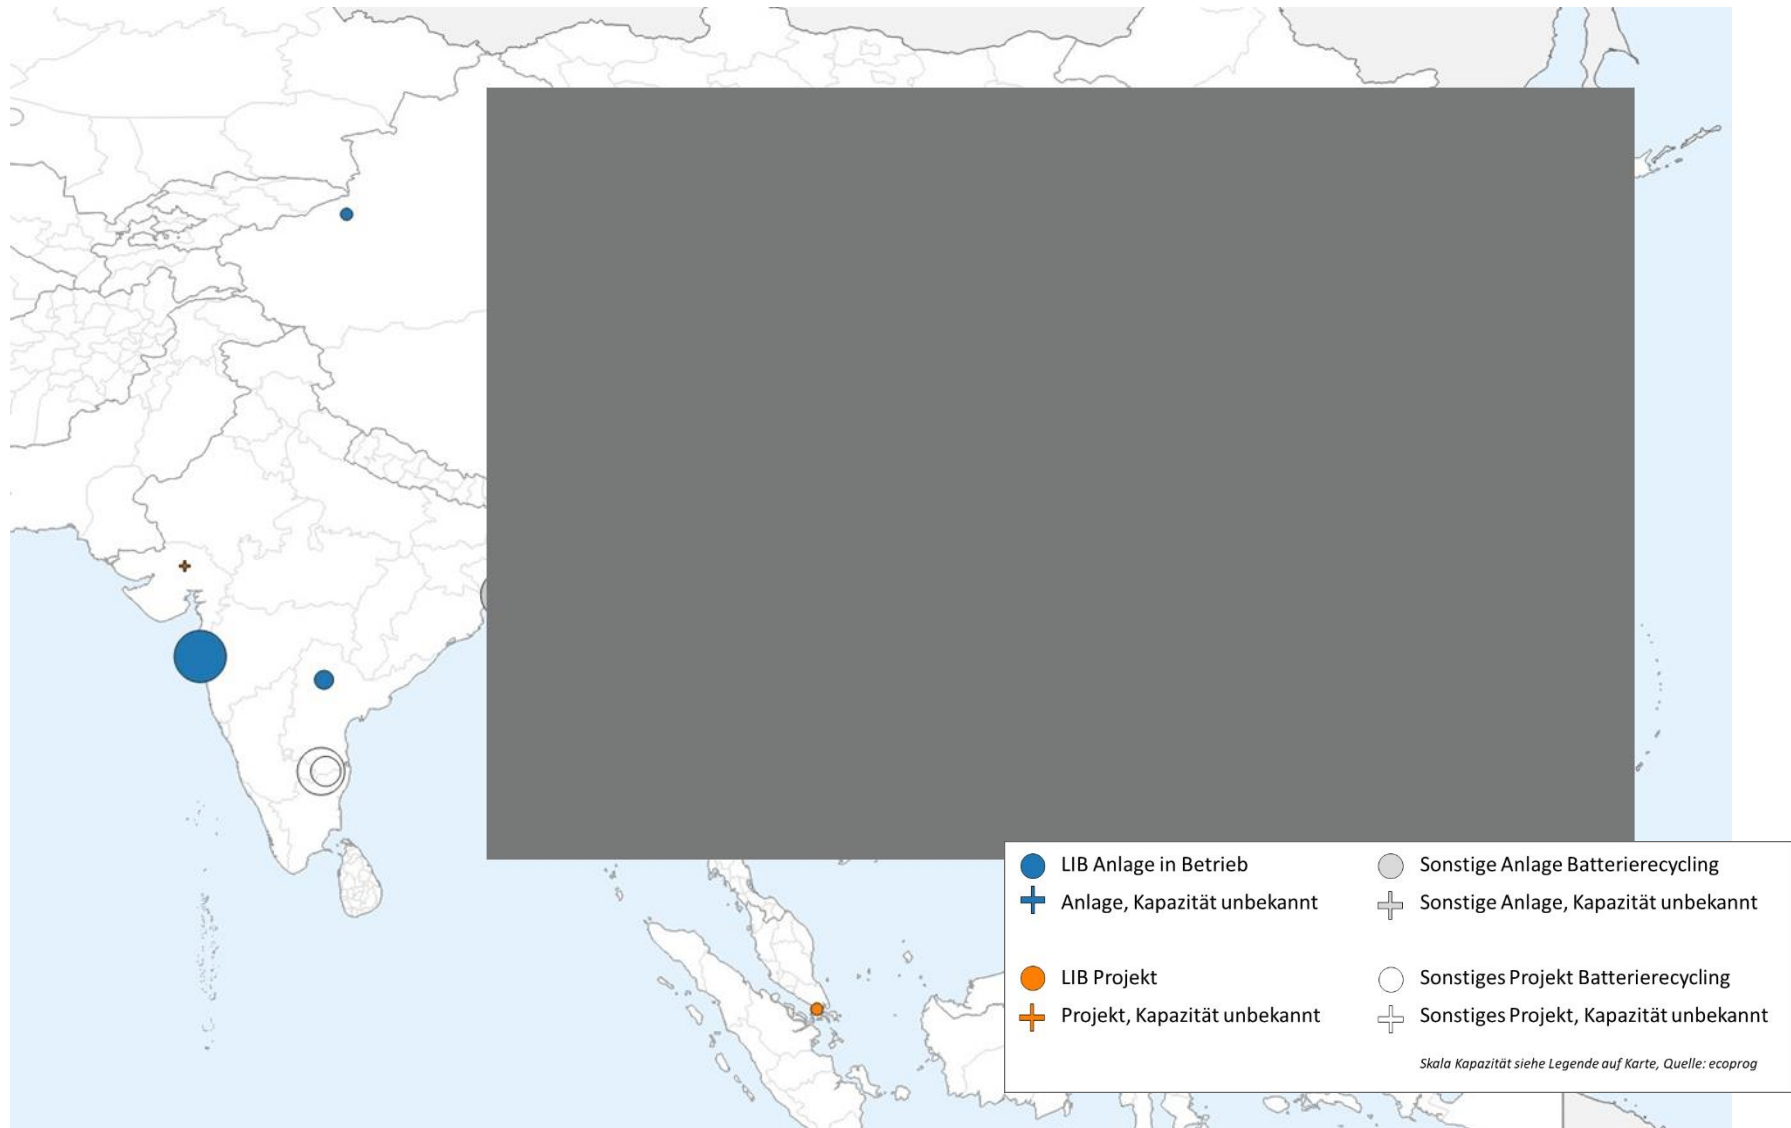 LIB Anlage in Betrieb
Anlage, Kapazität unbekannt
LIB Projekt
Projekt, Kapazität unbekannt
Sonstige Anlage Batterierecycling
Sonstige Anlage, Kapazität unbekannt
Sonstiges Projekt Batterierecycling
Sonstiges Projekt, Kapazität unbekannt
Skala Kapazität siehe Legende auf Karte, Quelle: ecoprog